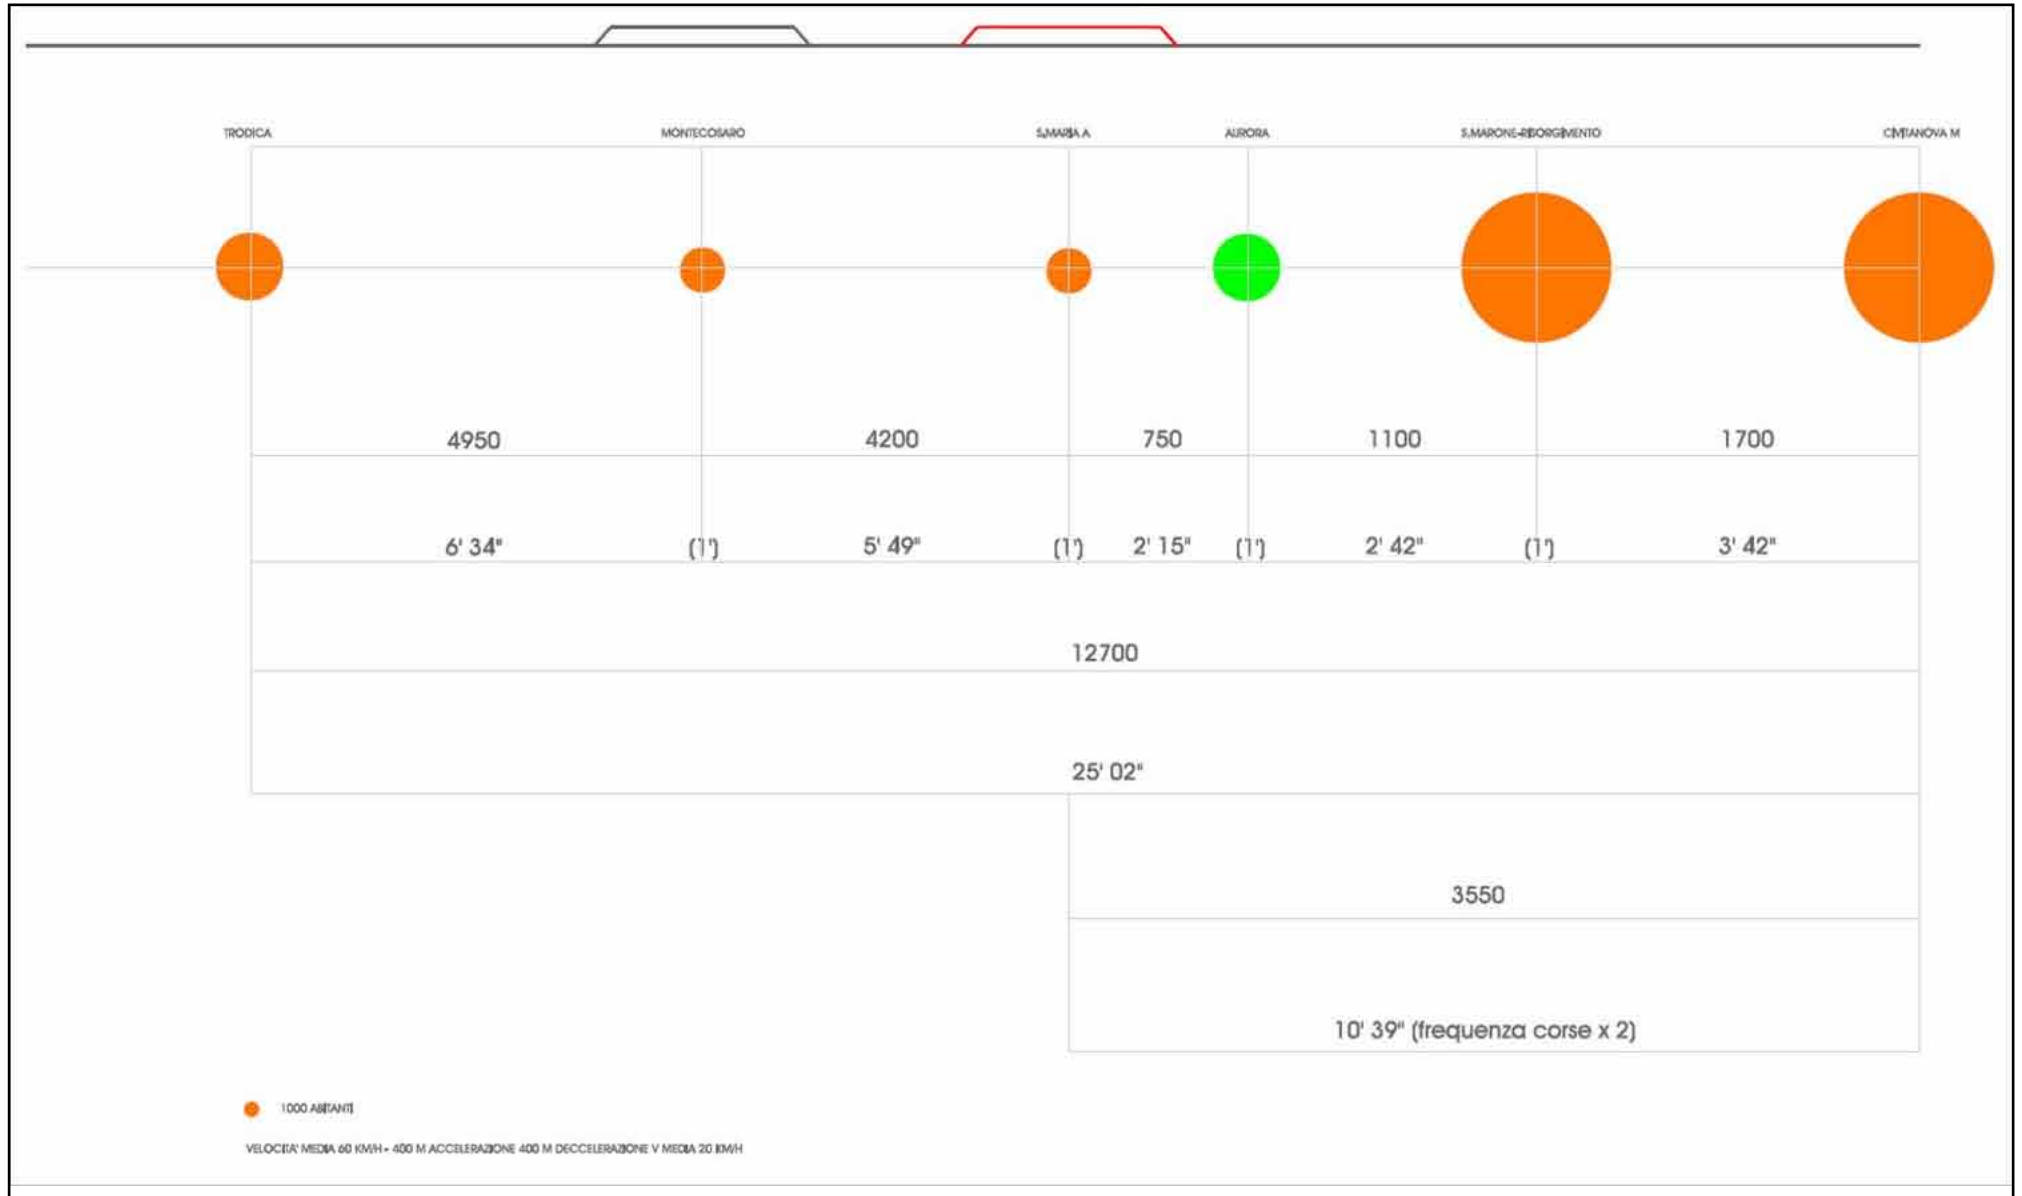 TRODICA MONTECOSARO S.MARIA A AURORA S.MARONE-RISORGIMENTO CIVITANOVA M
4950 4200 750 1100 1700
6' 34" (1') 5' 49" (1') 2' 15" (1') 2' 42" (1') 3' 42"
12700
25' 02"
3550
10' 39" (frequenza corse x 2)
1000 ABITANTI
VELOCITA' MEDIA 60 KM/H - 400 M ACCELERAZIONE 400 M DECCELERAZIONE V MEDIA 20 KM/H